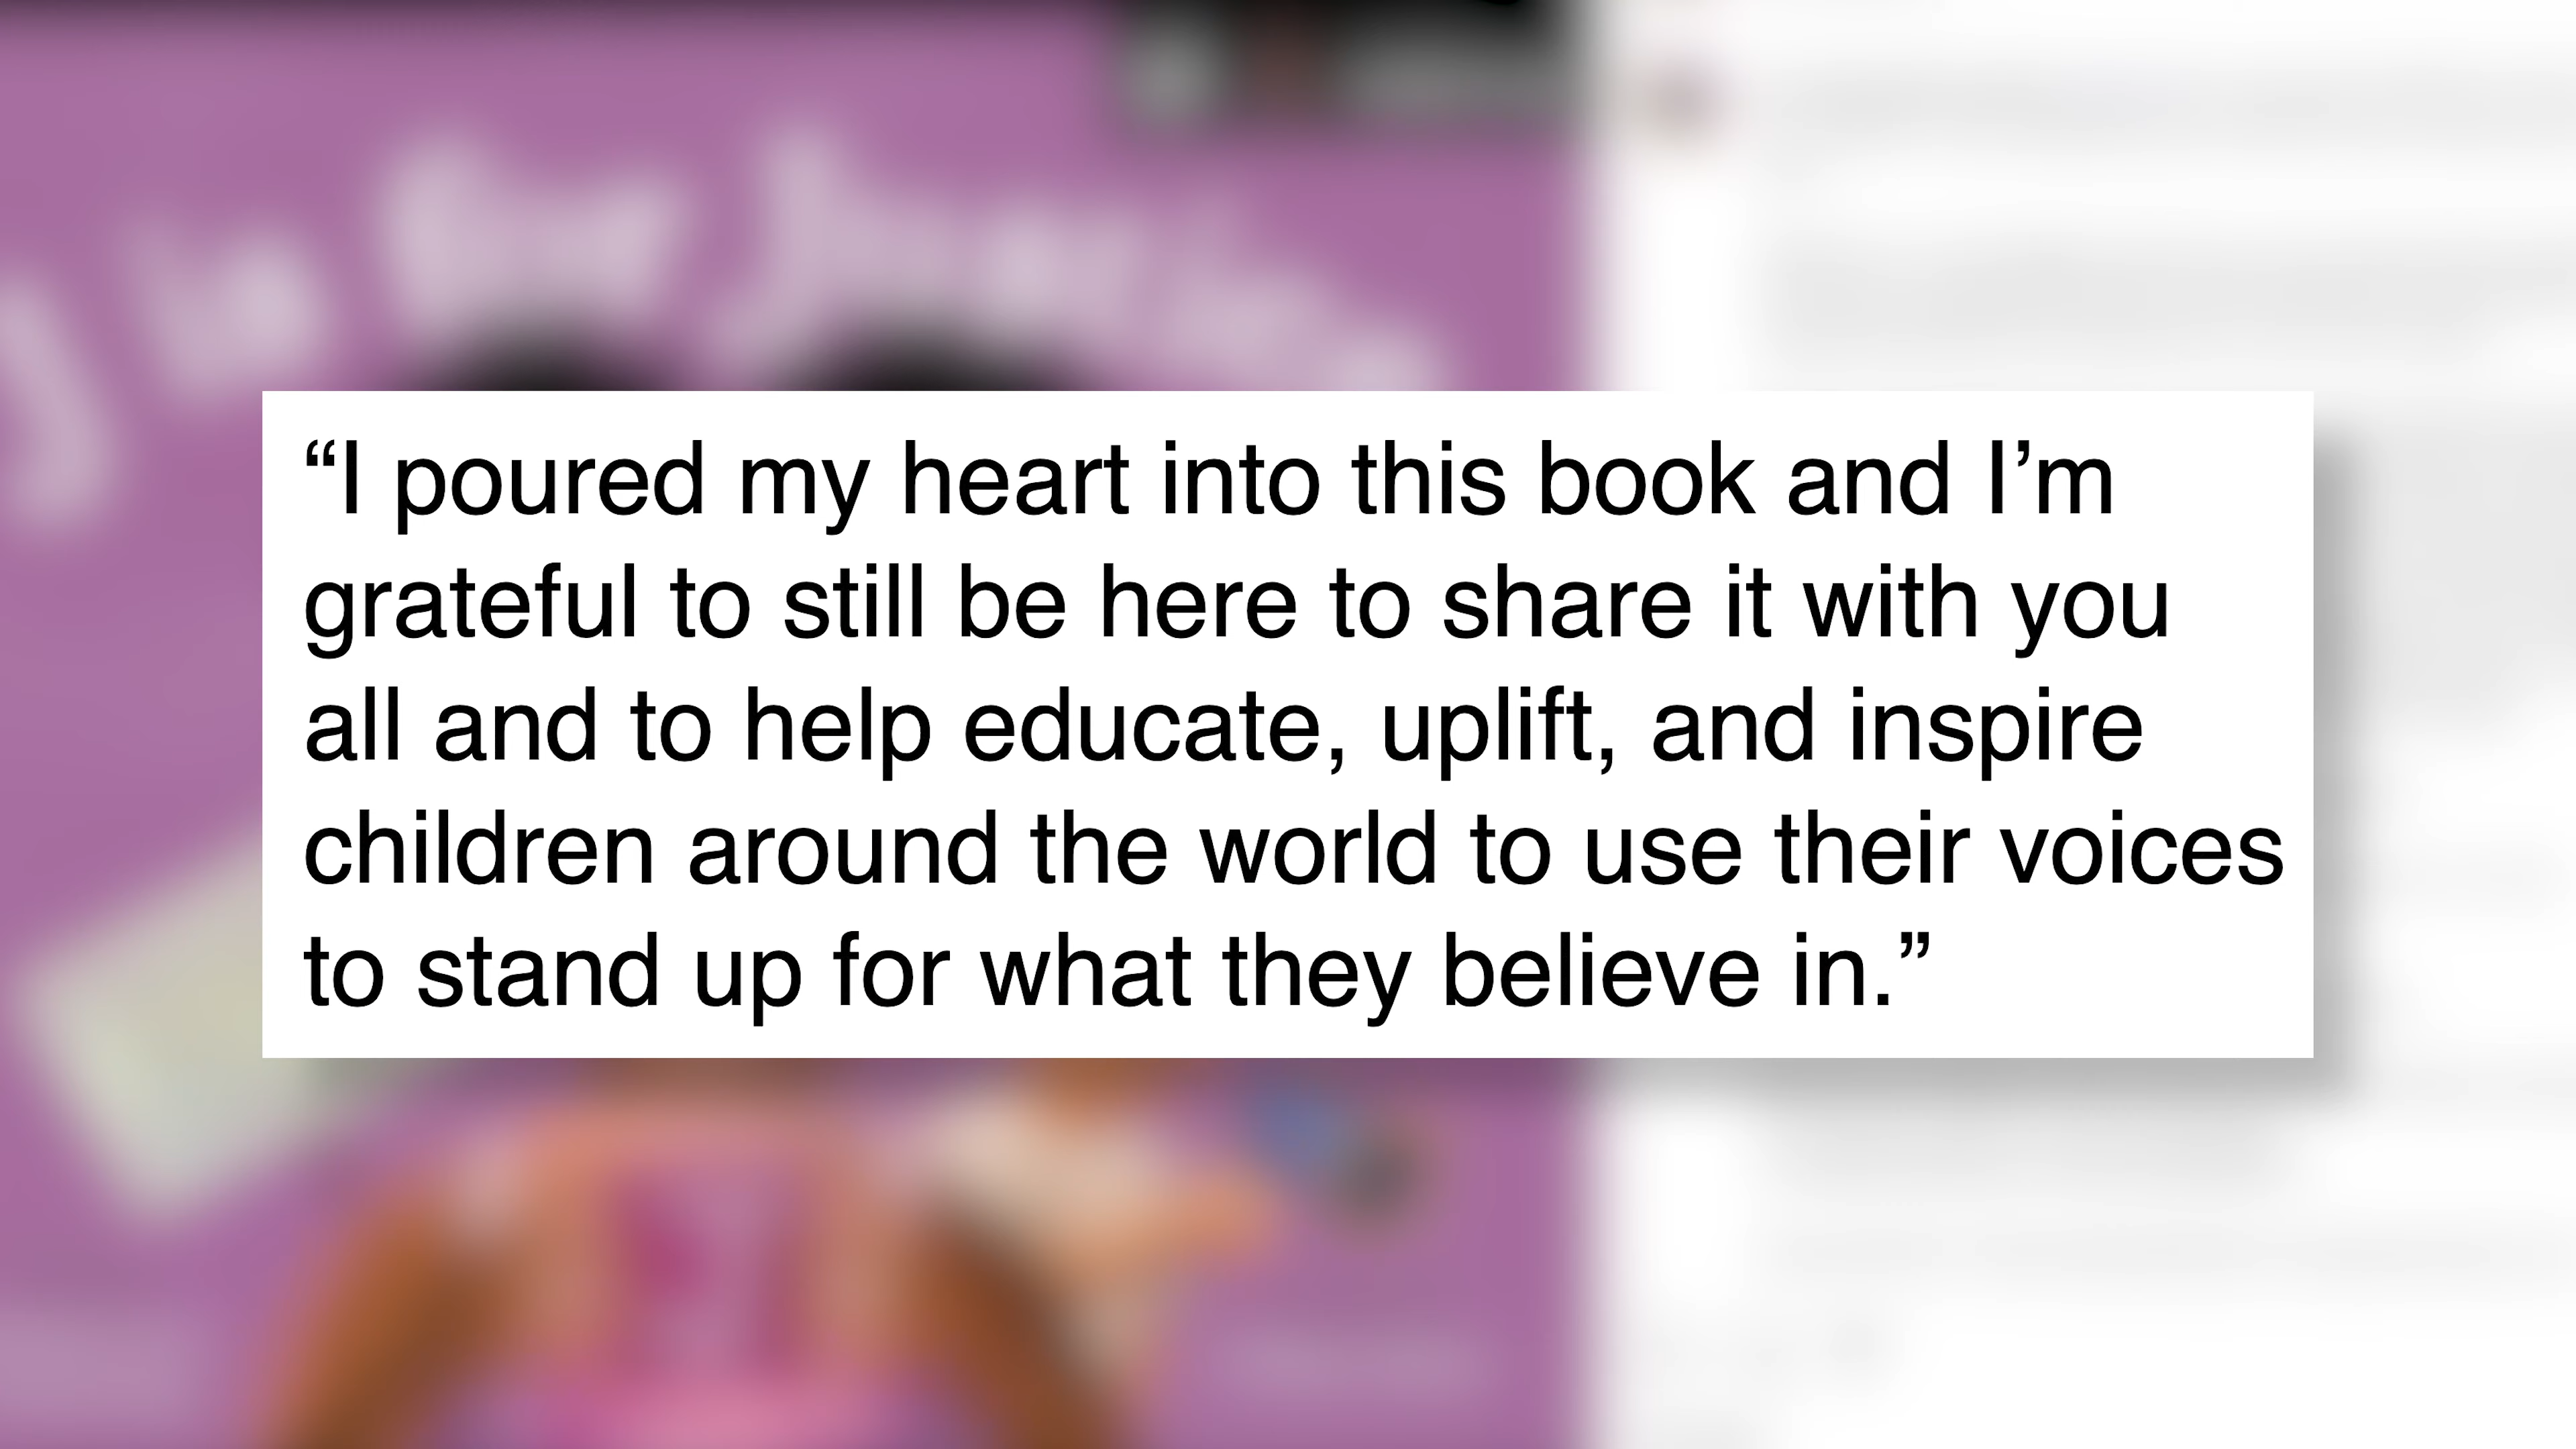 “I poured my heart into this book and I’m
grateful to still be here to share it with you
all and to help educate, uplift, and inspire
children around the world to use their voices
to stand up for what they believe in.”